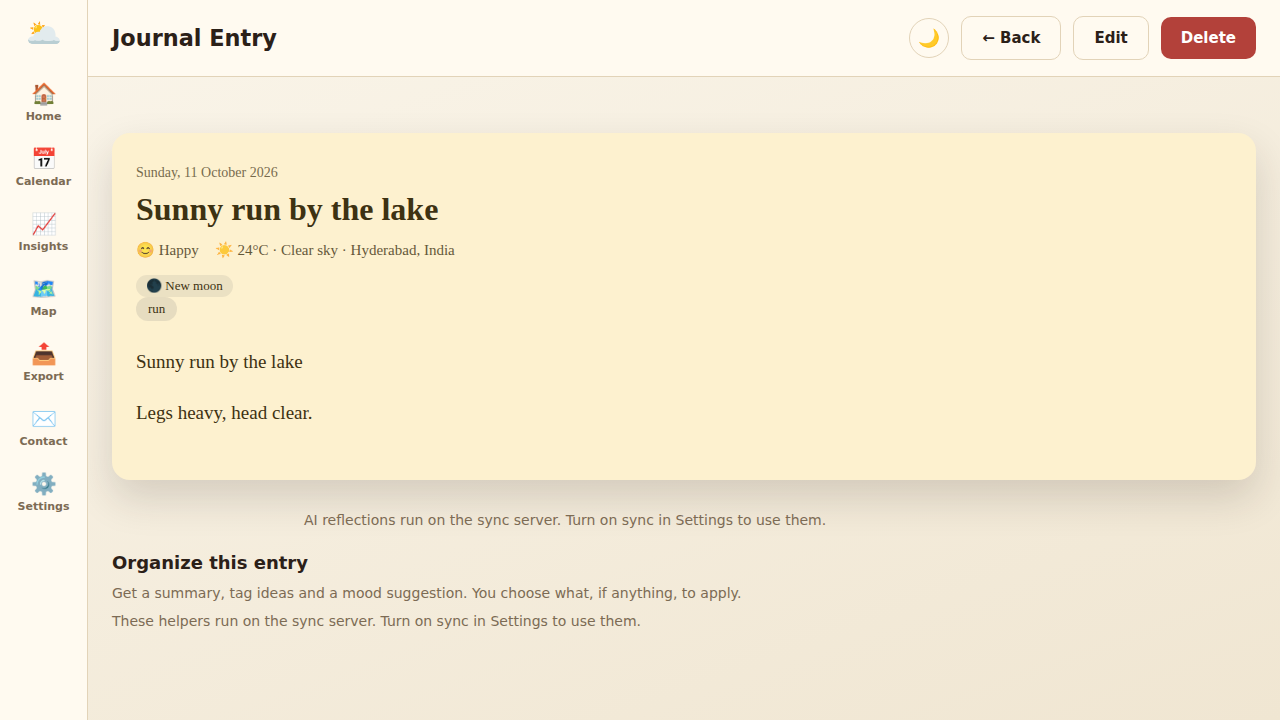 Journal Entry
← Back
Edit
Delete
Home
Calendar
Insights
Map
Export
Contact
Settings
Sunday, 11 October 2026
Sunny run by the lake
😊 Happy ☀️ 24°C · Clear sky · Hyderabad, India
🌑 New moon
run
Sunny run by the lake
Legs heavy, head clear.
AI reflections run on the sync server. Turn on sync in Settings to use them.
Organize this entry
Get a summary, tag ideas and a mood suggestion. You choose what, if anything, to apply.
These helpers run on the sync server. Turn on sync in Settings to use them.